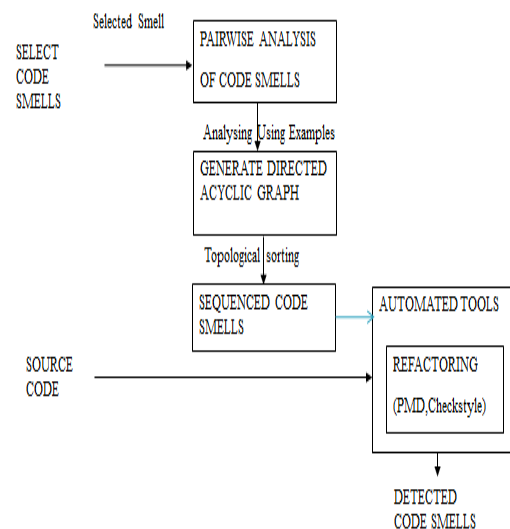 Selected Smell
SELECT
CODE
SMELLS
PAIRWISE ANALYSIS
OF CODE SMELLS
Analysing Using Examples
GENERATE DIRECTED
ACYCLIC GRAPH
Topological sorting
SEQUENCED CODE
SMELLS
AUTOMATED TOOLS
SOURCE
CODE
REFACTORING
(PMD,Checkstyle)
DETECTED
CODE SMELLS